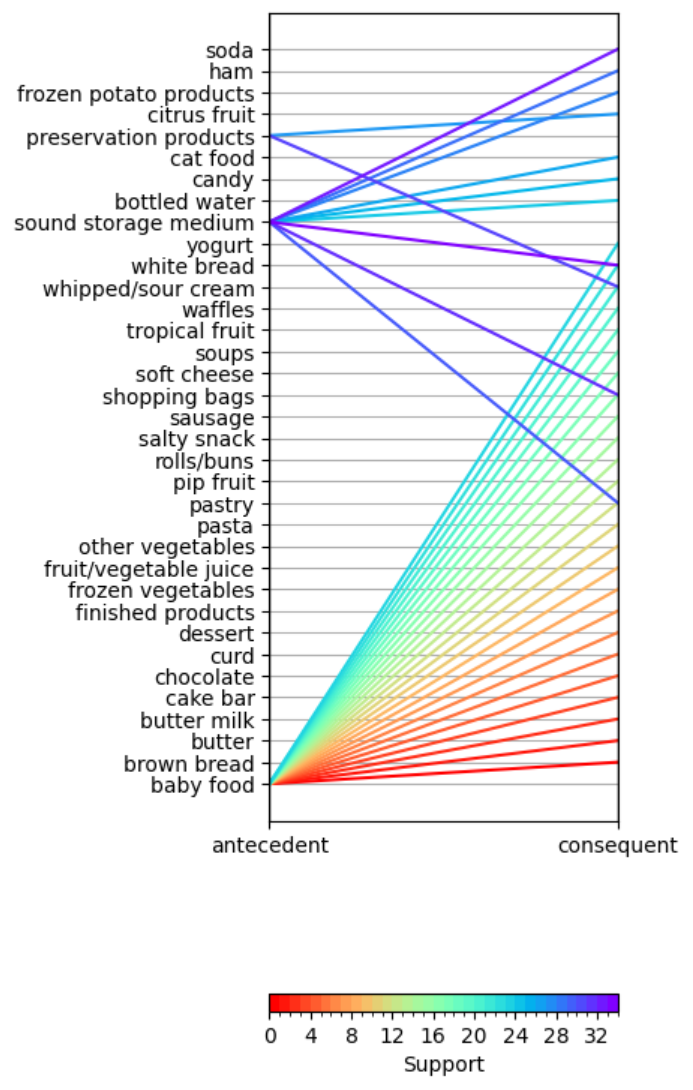 soda
ham
frozen potato products
citrus fruit
preservation products
cat food
candy
bottled water
sound storage medium
yogurt
white bread
whipped/sour cream
waffles
tropical fruit
soups
soft cheese
shopping bags
sausage
salty snack
rolls/buns
pip fruit
pastry
pasta
other vegetables
fruit/vegetable juice
frozen vegetables
finished products
dessert
curd
chocolate
cake bar
butter milk
butter
brown bread
baby food
antecedent consequent
0 4 8 12 16 20 24 28 32
Support